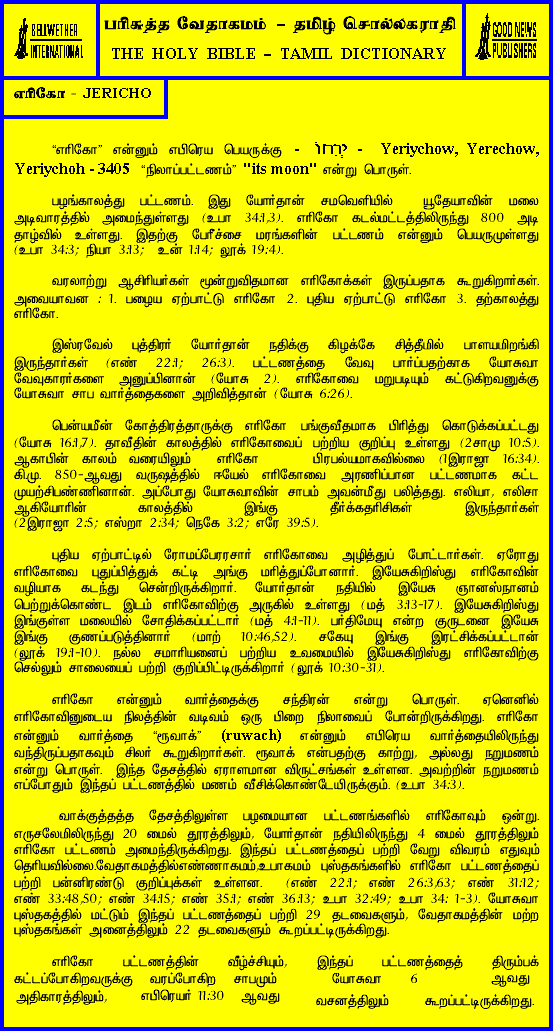 BELLWETHER
INTERNATIONAL
பரிசுத்த வேதாகமம் – தமிழ் சொல்லகராதி
THE HOLY BIBLE – TAMIL DICTIONARY
GOOD NEWS
PUBLISHERS
எரிகோ - JERICHO
“எரிகோ” என்னும் எபிரெய பெயருக்கு - יריחו - Yeriychow, Yerechow,
Yeriychoh - 3405 “நிலாப்பட்டணம்” "its moon" என்று பொருள்.
பழங்காலத்து பட்டணம். இது யோர்தான் சமவெளியில் யூதேயாவின் மலை
அடிவாரத்தில் அமைந்துள்ளது (உபா 34:1,3). எரிகோ கடல்மட்டத்திலிருந்து 800 அடி
தாழ்வில் உள்ளது. இதற்கு பேரீச்சை மரங்களின் பட்டணம் என்னும் பெயருமுள்ளது
(உபா 34:3; நியா 3:13; உன் 1:14; லூக் 19:4).
வரலாற்று ஆசிரியர்கள் மூன்றுவிதமான எரிகோக்கள் இருப்பதாக கூறுகிறார்கள்.
அவையாவன : 1. பழைய ஏற்பாட்டு எரிகோ 2. புதிய ஏற்பாட்டு எரிகோ 3. தற்காலத்து
எரிகோ.
இஸ்ரவேல் புத்திரர் யோர்தான் நதிக்கு கிழக்கே சித்தீமில் பாளயமிறங்கி
இருந்தார்கள் (எண் 22:1; 26:3). பட்டணத்தை வேவு பார்ப்பதற்காக யோசுவா
வேவுகாரர்களை அனுப்பினான் (யோசு 2). எரிகோவை மறுபடியும் கட்டுகிறவனுக்கு
யோசுவா சாப வார்த்தைகளை அறிவித்தான் (யோசு 6:26).
பென்யமீன் கோத்திரத்தாருக்கு எரிகோ பங்குவீதமாக பிரித்து கொடுக்கப்பட்டது
(யோசு 16:1,7). தாவீதின் காலத்தில் எரிகோவைப் பற்றிய குறிப்பு உள்ளது (2சாமு 10:5).
ஆகாபின் காலம் வரையிலும் எரிகோ பிரபல்யமாகவில்லை (1இராஜா 16:34).
கி.மு. 850-ஆவது வருஷத்தில் ஈயேல் எரிகோவை அரணிப்பான பட்டணமாக கட்ட
முயற்சிபண்ணினான். அப்போது யோசுவாவின் சாபம் அவன்மீது பலித்தது. எலியா, எலிசா
ஆகியோரின் காலத்தில் இங்கு தீர்க்கதரிசிகள் இருந்தார்கள்
(2இராஜா 2:5; எஸ்றா 2:34; நெகே 3:2; எரே 39:5).
புதிய ஏற்பாட்டில் ரோமப்பேரரசார் எரிகோவை அழித்துப் போட்டார்கள். ஏரோது
எரிகோவை புதுப்பித்துக் கட்டி அங்கு மரித்துப்போனார். இயேசுகிறிஸ்து எரிகோவின்
வழியாக கடந்து சென்றிருக்கிறார். யோர்தான் நதியில் இயேசு ஞானஸ்நானம்
பெற்றுக்கொண்ட இடம் எரிகோவிற்கு அருகில் உள்ளது (மத் 3:13-17). இயேசுகிறிஸ்து
இங்குள்ள மலையில் சோதிக்கப்பட்டார் (மத் 4:1-11). பர்திமேயு என்ற குருடனை இயேசு
இங்கு குணப்படுத்தினார் (மாற் 10:46,52). சகேயு இங்கு இரட்சிக்கப்பட்டான்
(லூக் 19:1-10). நல்ல சமாரியனைப் பற்றிய உவமையில் இயேசுகிறிஸ்து எரிகோவிற்கு
செல்லும் சாலையைப் பற்றி குறிப்பிட்டிருக்கிறார் (லூக் 10:30-31).
எரிகோ என்னும் வார்த்தைக்கு சந்திரன் என்று பொருள். ஏனெனில்
எரிகோவினுடைய நிலத்தின் வடிவம் ஒரு பிறை நிலாவைப் போன்றிருக்கிறது. எரிகோ
என்னும் வார்த்தை “ரூவாக்” (ruwach) என்னும் எபிரெய வார்த்தையிலிருந்து
வந்திருப்பதாகவும் சிலர் கூறுகிறார்கள். ரூவாக் என்பதற்கு காற்று, அல்லது நறுமணம்
என்று பொருள். இந்த தேசத்தில் ஏராளமான விருட்சங்கள் உள்ளன. அவற்றின் நறுமணம்
எப்போதும் இந்தப் பட்டணத்தில் மணம் வீசிக்கொண்டேயிருக்கும். (உபா 34:3).
வாக்குத்தத்த தேசத்திலுள்ள பழமையான பட்டணங்களில் எரிகோவும் ஒன்று.
எருசலேமிலிருந்து 20 மைல் தூரத்திலும், யோர்தான் நதியிலிருந்து 4 மைல் தூரத்திலும்
எரிகோ பட்டணம் அமைந்திருக்கிறது. இந்தப் பட்டணத்தைப் பற்றி வேறு விவரம் எதுவும்
தெரியவில்லை.வேதாகமத்தில்எண்ணாகமம்.உபாகமம் புஸ்தகங்களில் எரிகோ பட்டணத்தைப்
பற்றி பன்னிரண்டு குறிப்புக்கள் உள்ளன. (எண் 22:1; எண் 26:3,63; எண் 31:12;
எண் 33:48,50; எண் 34:15; எண் 35:1; எண் 36:13; உபா 32:49; உபா 34: 1-3). யோசுவா
புஸ்தகத்தில் மட்டும் இந்தப் பட்டணத்தைப் பற்றி 29 தடவைகளும், வேதாகமத்தின் மற்ற
புஸ்தகங்கள் அனைத்திலும் 22 தடவைகளும் கூறப்பட்டிருக்கிறது.
எரிகோ பட்டணத்தின் வீழ்ச்சியும், இந்தப் பட்டணத்தைத் திரும்பக்
கட்டப்போகிறவருக்கு வரப்போகிற சாபமும் யோசுவா 6 ஆவது
அதிகாரத்திலும், எபிரெயர் 11:30 ஆவது வசனத்திலும் கூறப்பட்டிருக்கிறது.